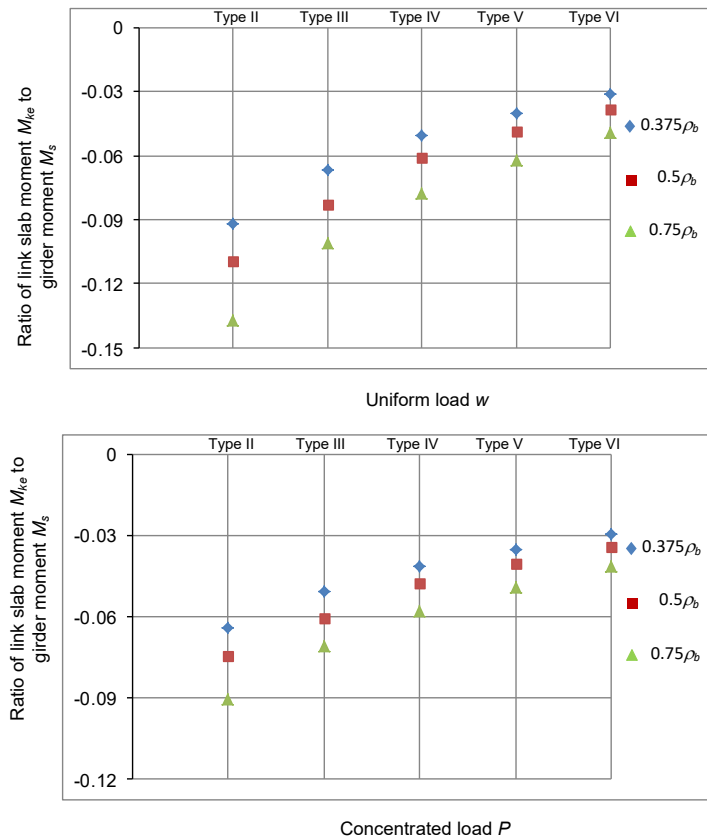 Type II Type III Type IV Type V Type VI
0
-0.03
-0.06
-0.09
-0.12
-0.15
Ratio of link slab moment Mke to
girder moment Ms
0.375ρb
0.5ρb
0.75ρb
Uniform load w
Type II Type III Type IV Type V Type VI
0
-0.03
-0.06
-0.09
-0.12
Ratio of link slab moment Mke to
girder moment Ms
0.375ρb
0.5ρb
0.75ρb
Concentrated load P